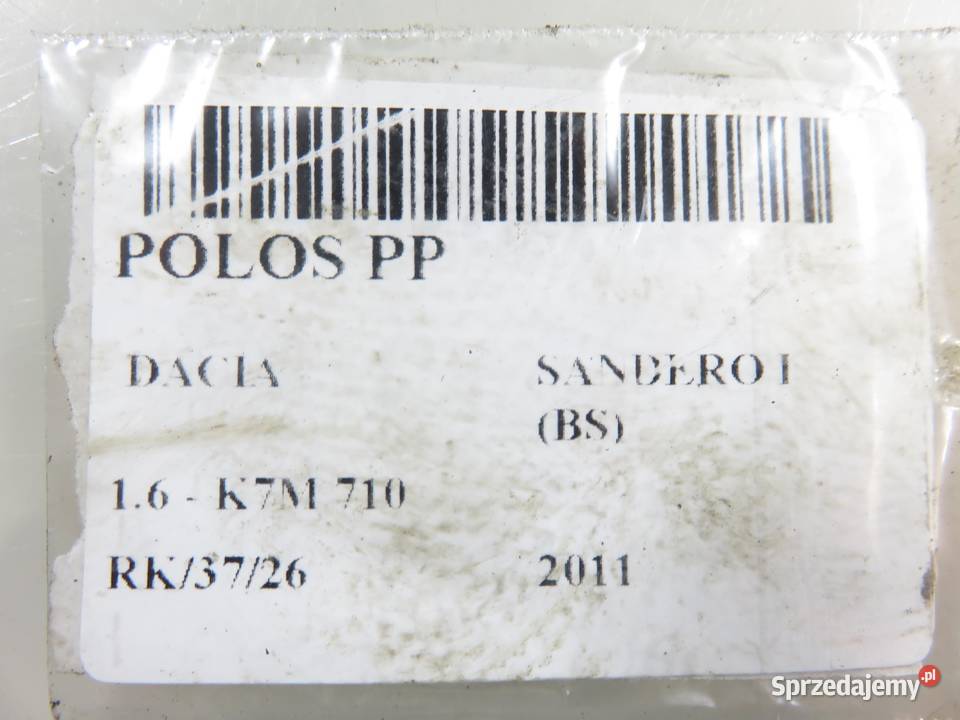 POLOS PP
DACIA SANDERO I
(BS)
1.6 - K7M 710
RK/37/26 2011
Sprzedajemy.pl